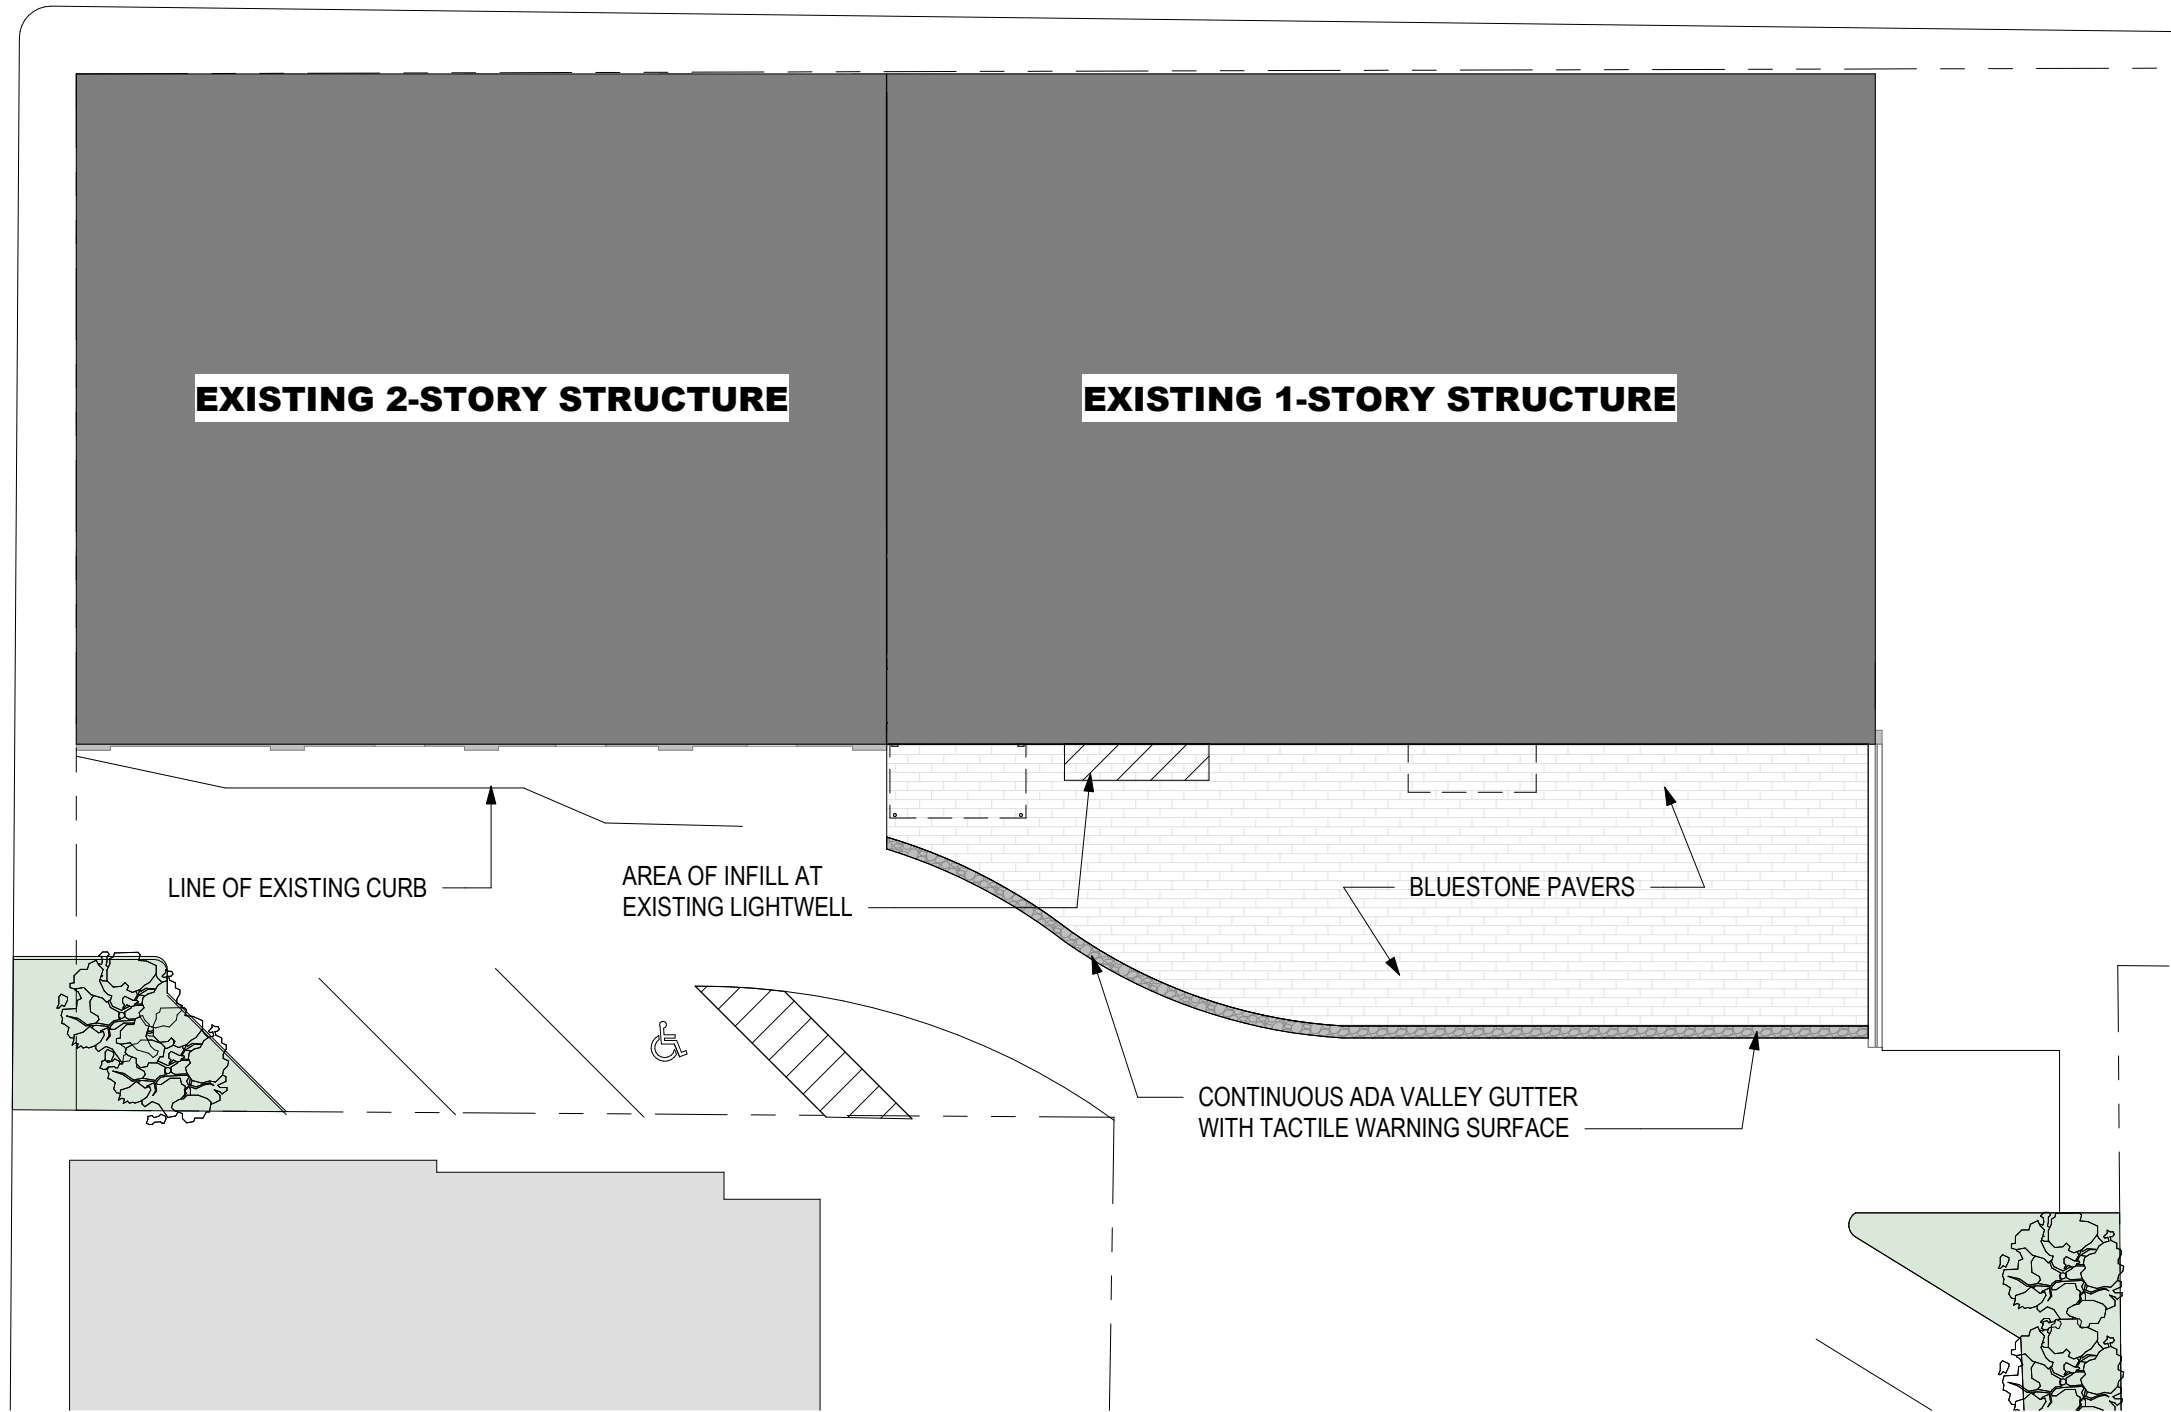 EXISTING 2-STORY STRUCTURE
EXISTING 1-STORY STRUCTURE
LINE OF EXISTING CURB
AREA OF INFILL AT
EXISTING LIGHTWELL
BLUESTONE PAVERS
CONTINUOUS ADA VALLEY GUTTER
WITH TACTILE WARNING SURFACE